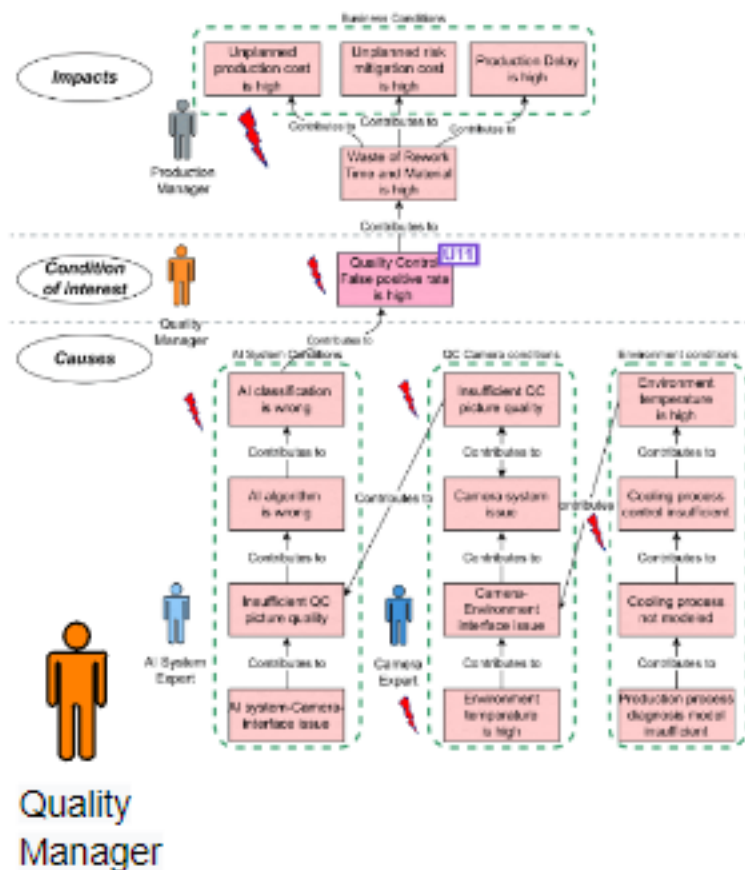 Business Conditions
Impacts
Unplanned
production cost
is high
Unplanned risk
mitigation cost
is high
Production Delay
is high
Contributes to
Contributes to
Contributes to
Production
Manager
Waste of Rework
Time and Material
is high
Contributes to
Condition
of interest
Quality
Manager
Quality Control
False positive rate
is high
U11
Contributes to
Causes
AI System Conditions
QC Camera conditions
Environment conditions
AI classification
is wrong
Insufficient QC
picture quality
Environment
temperature
is high
Contributes to
Contributes to
Contributes to
AI algorithm
is wrong
Contributes to
Camera system
issue
contributes
Cooling process
control insufficient
Contributes to
Contributes to
Contributes to
AI System
Expert
Insufficient QC
picture quality
Camera
Expert
Camera-
Environment
Interface issue
Cooling process
not modeled
Contributes to
Contributes to
Contributes to
AI system-Camera-
interface issue
Environment
temperature
is high
Production process
diagnosis model
insufficient
Quality
Manager